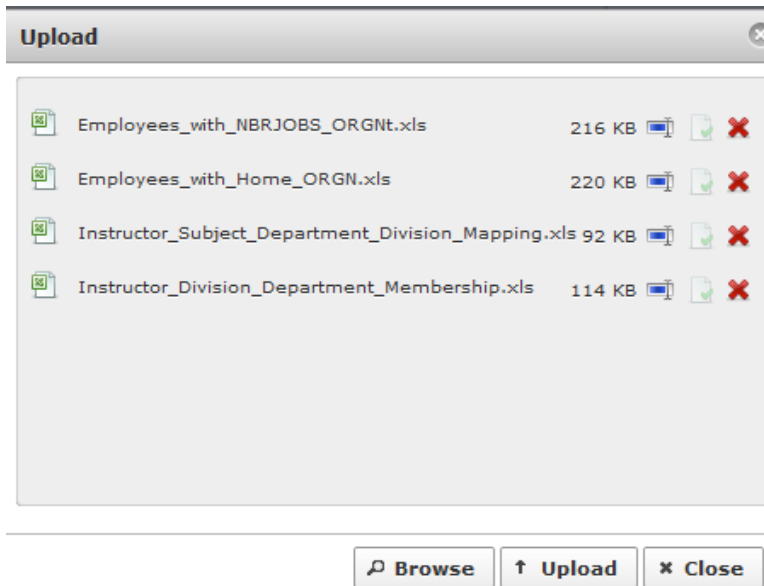 Upload
Employees_with_NBRJOBS_ORGNt.xls 216 KB
Employees_with_Home_ORGN.xls 220 KB
Instructor_Subject_Department_Division_Mapping.xls 92 KB
Instructor_Division_Department_Membership.xls 114 KB
Browse Upload Close